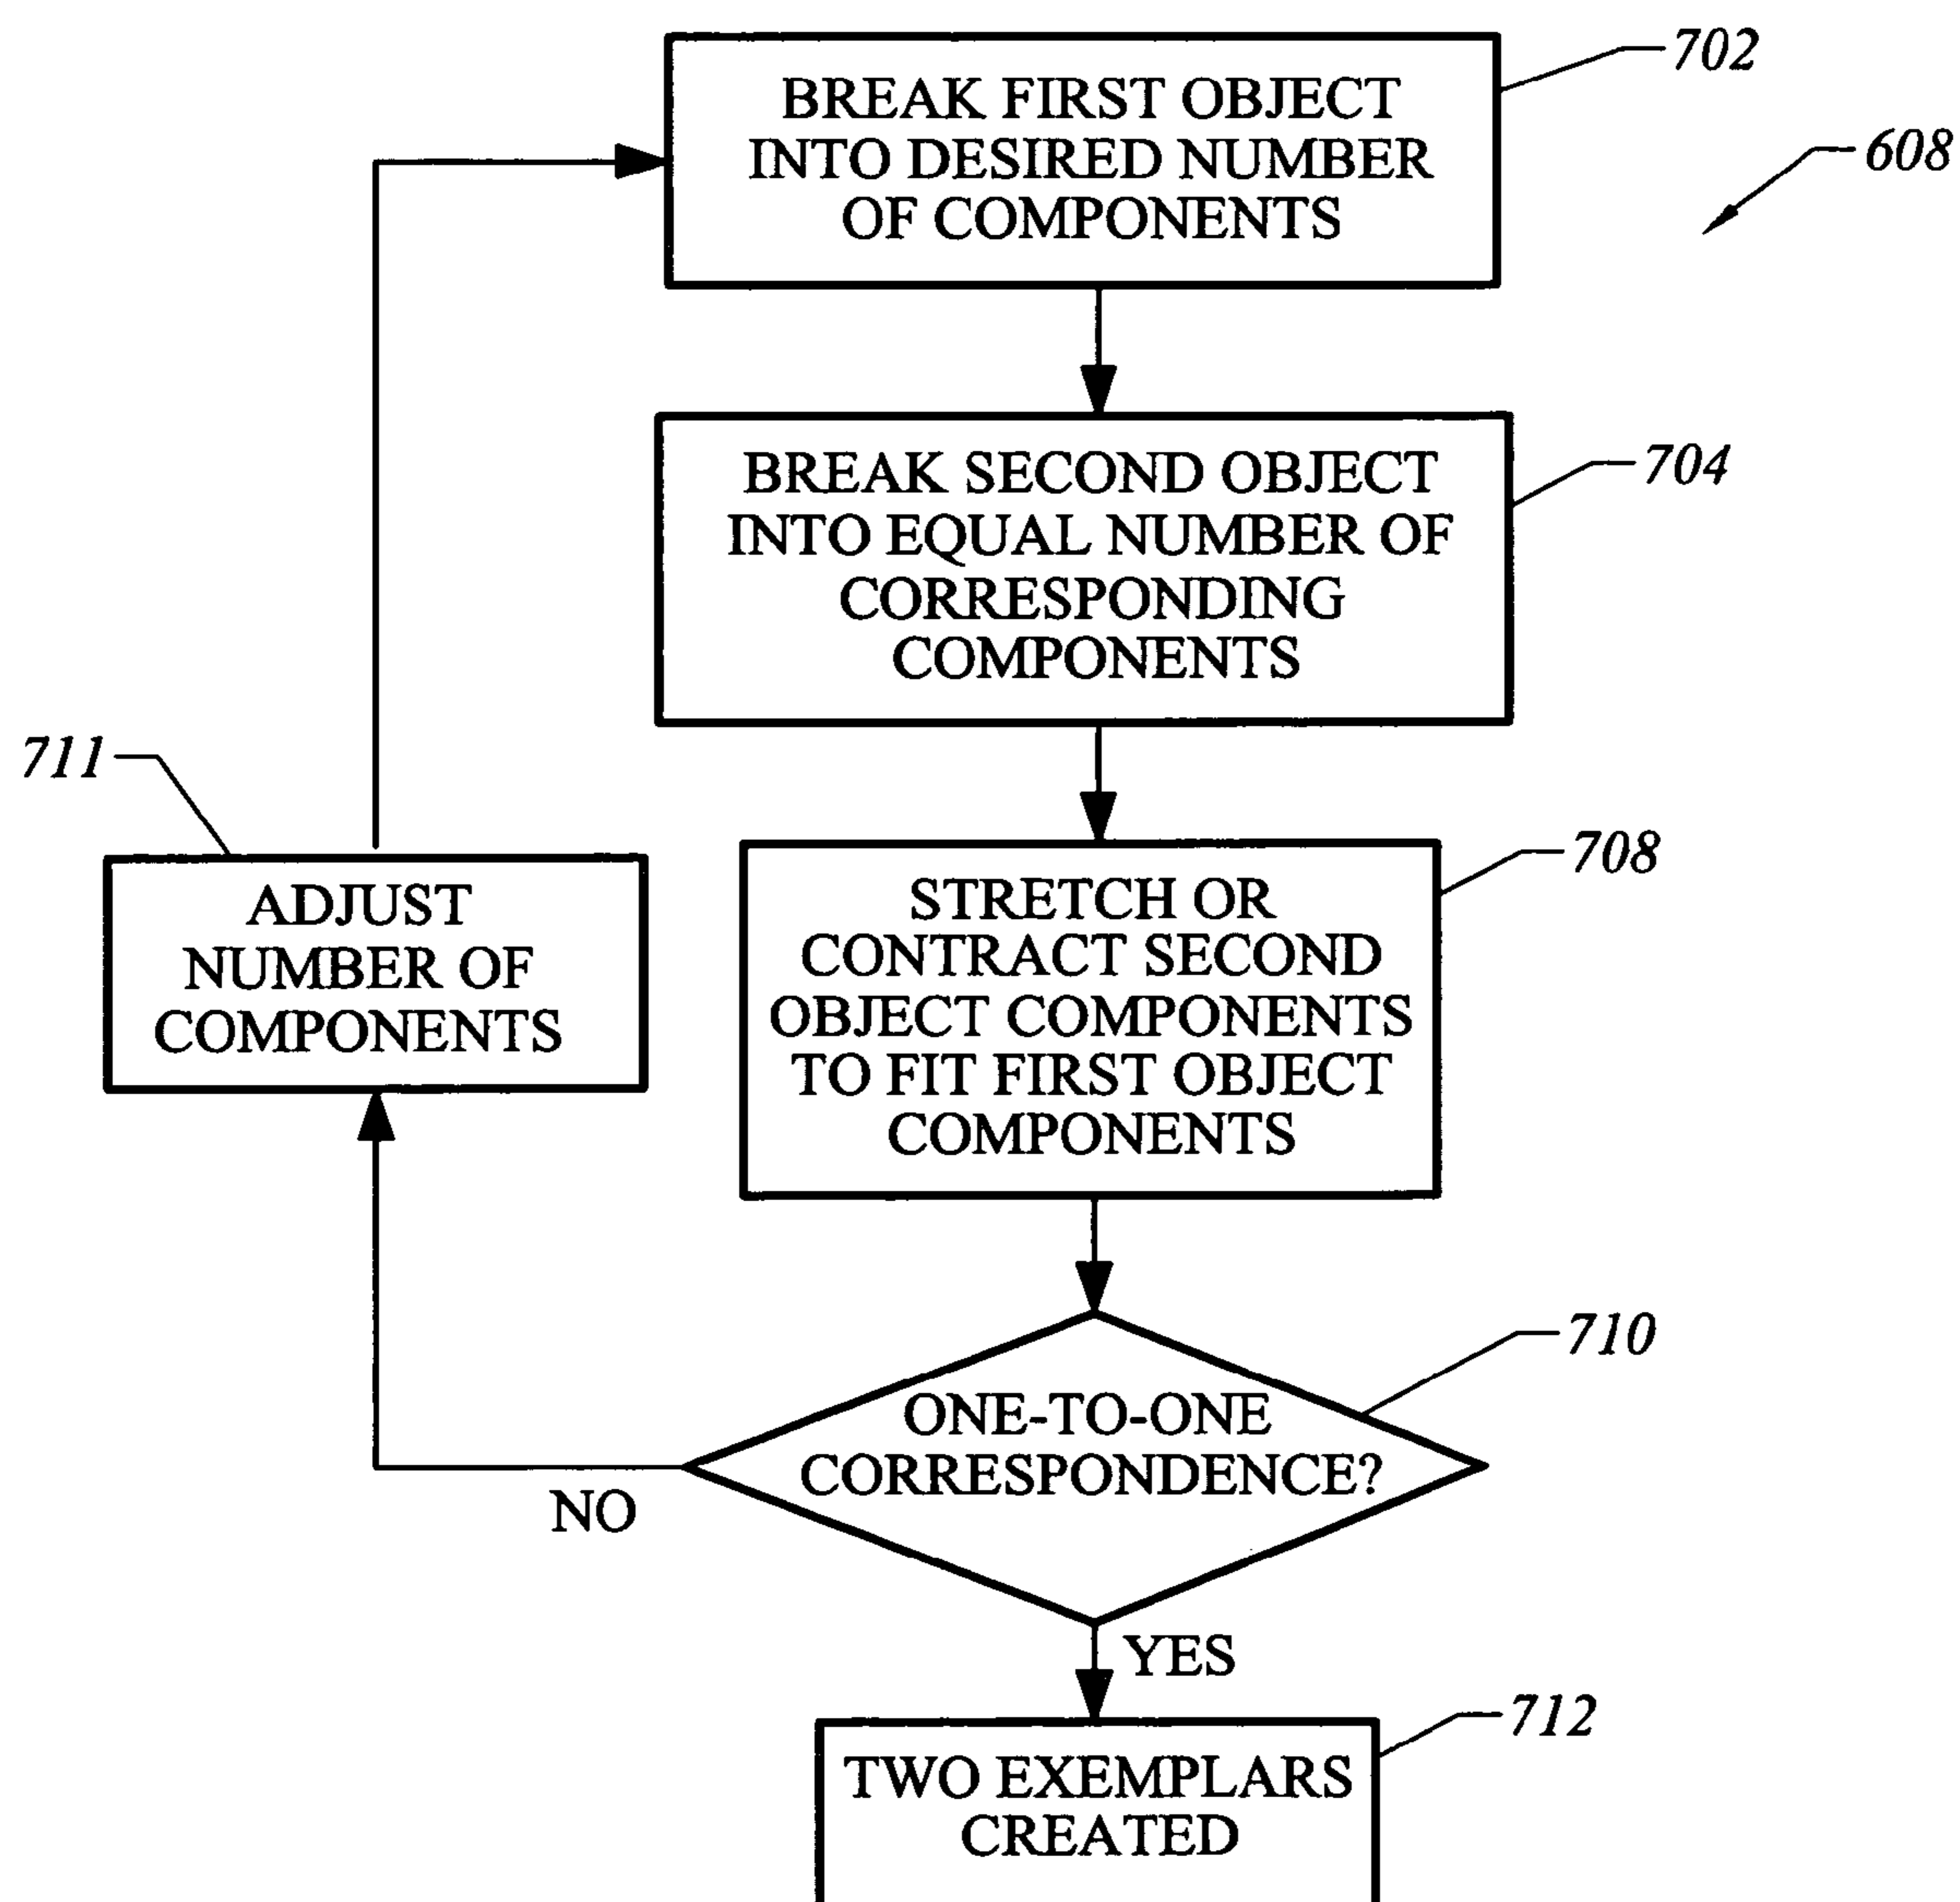 702
BREAK FIRST OBJECT
INTO DESIRED NUMBER
OF COMPONENTS
608
BREAK SECOND OBJECT
INTO EQUAL NUMBER OF
CORRESPONDING
COMPONENTS
704
711
ADJUST
NUMBER OF
COMPONENTS
708
STRETCH OR
CONTRACT SECOND
OBJECT COMPONENTS
TO FIT FIRST OBJECT
COMPONENTS
710
ONE-TO-ONE
CORRESPONDENCE?
NO
YES
712
TWO EXEMPLARS
CREATED